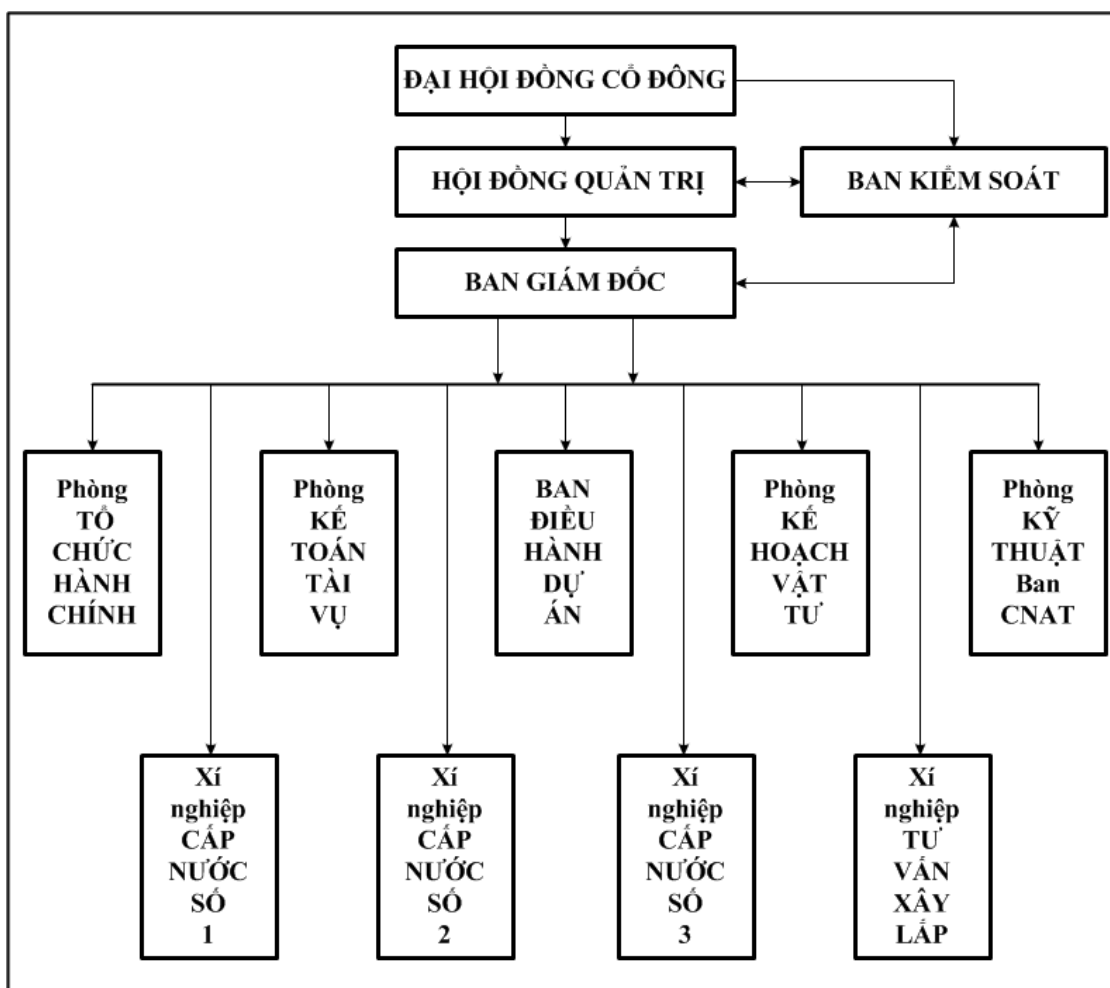 ĐẠI HỘI ĐỒNG CỔ ĐÔNG
HỘI ĐỒNG QUẢN TRỊ
BAN KIỂM SOÁT
BAN GIÁM ĐỐC
Phòng
TỔ
CHỨC
HÀNH
CHÍNH
Phòng
KẾ
TOÁN
TÀI
VỤ
BAN
ĐIỀU
HÀNH
DỰ
ÁN
Phòng
KẾ
HOẠCH
VẬT
TƯ
Phòng
KỸ
THUẬT
Ban
CNAT
Xí
nghiệp
CẤP
NƯỚC
SỐ
1
Xí
nghiệp
CẤP
NƯỚC
SỐ
2
Xí
nghiệp
CẤP
NƯỚC
SỐ
3
Xí
nghiệp
TƯ
VẤN
XÂY
LẮP